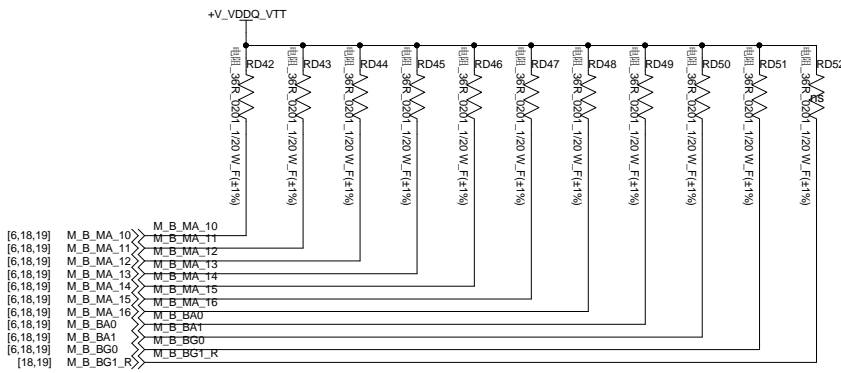 +V_VDDQ_VTT
RD42
RD43
RD44
RD45
RD46
RD47
RD48
RD49
RD50
RD51
RD52
ns
电阻_36R_0201_1/20 W_F(±1%)
电阻_36R_0201_1/20 W_F(±1%)
电阻_36R_0201_1/20 W_F(±1%)
电阻_36R_0201_1/20 W_F(±1%)
电阻_36R_0201_1/20 W_F(±1%)
电阻_36R_0201_1/20 W_F(±1%)
电阻_36R_0201_1/20 W_F(±1%)
电阻_36R_0201_1/20 W_F(±1%)
电阻_36R_0201_1/20 W_F(±1%)
电阻_36R_0201_1/20 W_F(±1%)
电阻_36R_0201_1/20 W_F(±1%)
[6,18,19] M_B_MA_10 M_B_MA_10
[6,18,19] M_B_MA_11 M_B_MA_11
[6,18,19] M_B_MA_12 M_B_MA_12
[6,18,19] M_B_MA_13 M_B_MA_13
[6,18,19] M_B_MA_14 M_B_MA_14
[6,18,19] M_B_MA_15 M_B_MA_15
[6,18,19] M_B_MA_16 M_B_MA_16
[6,18,19] M_B_BA0 M_B_BA0
[6,18,19] M_B_BA1 M_B_BA1
[6,18,19] M_B_BG0 M_B_BG0
[18,19] M_B_BG1_R M_B_BG1_R